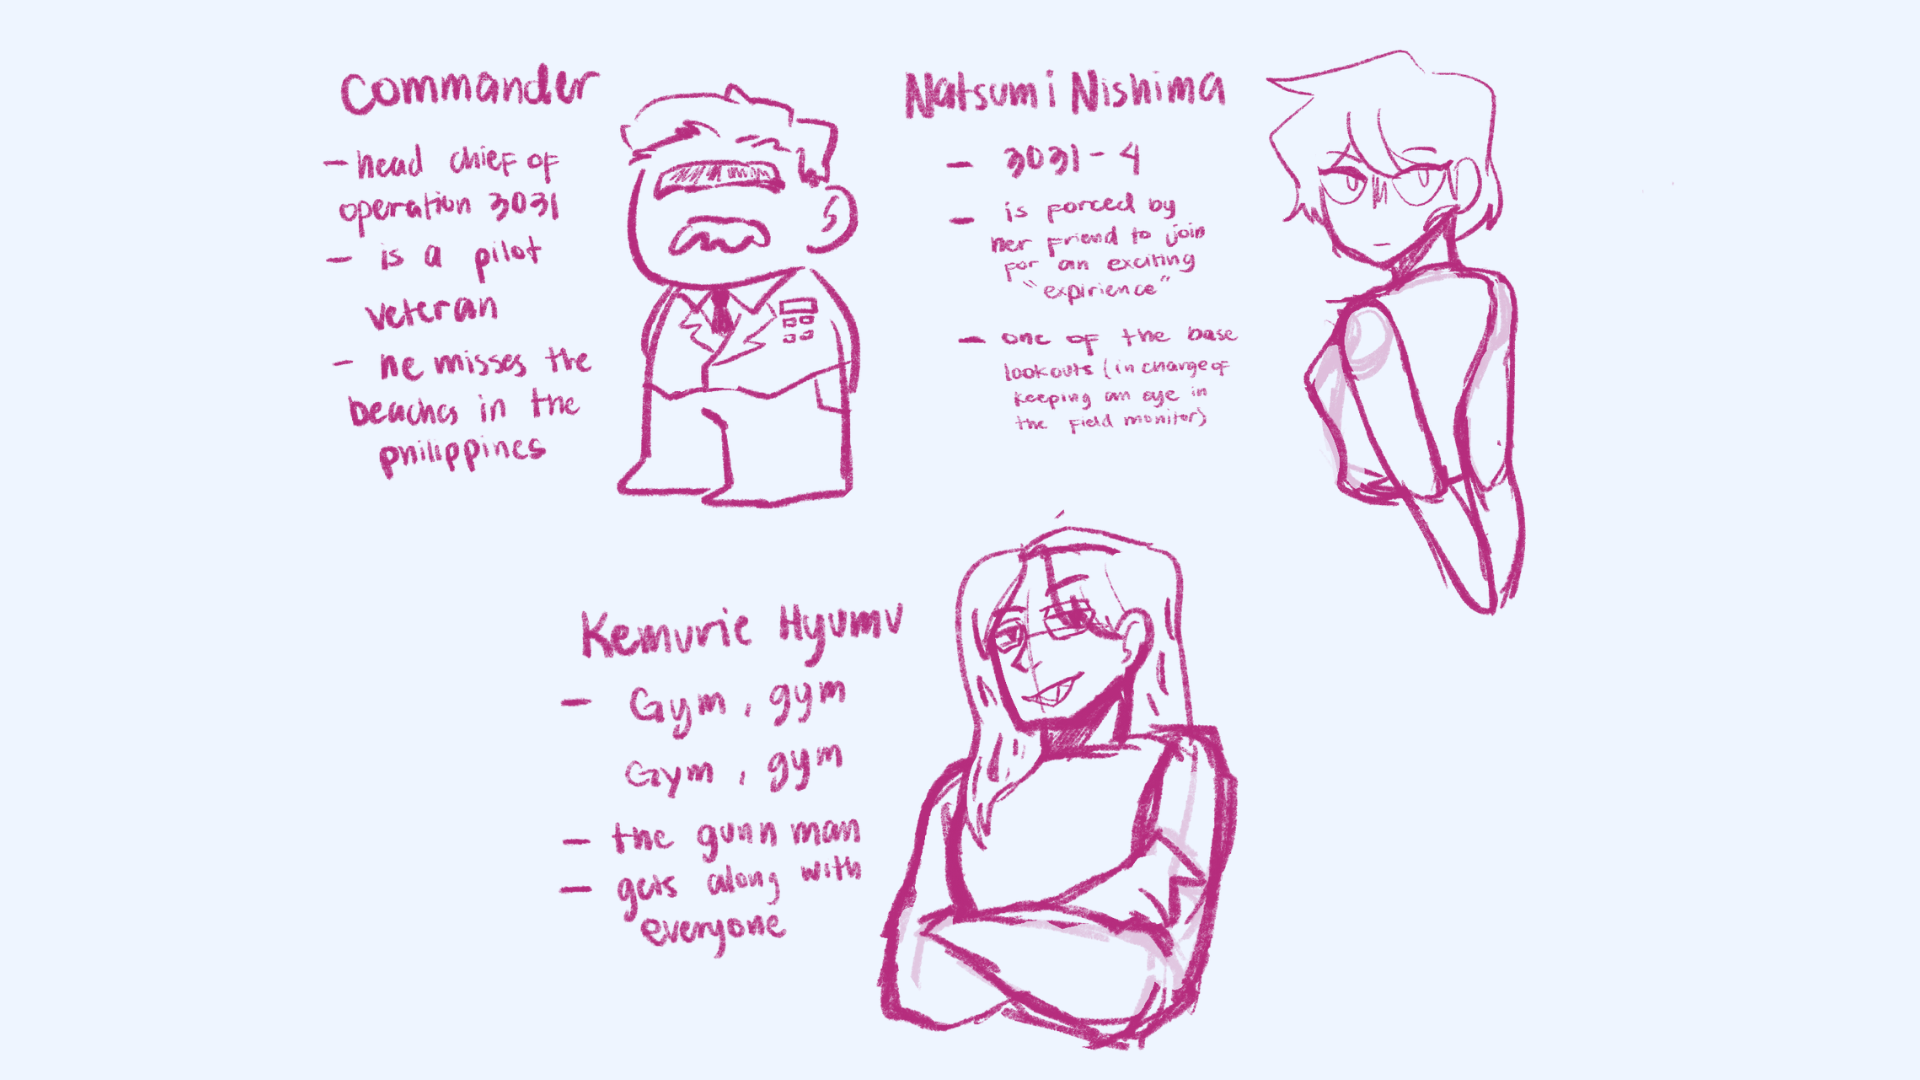 Commander
- head chief of
operation 3031
- is a pilot
veteran
- he misses the
beaches in the
philippines
Natsumi Nishima
- 3031-4
- is forced by
her friend to join
for an exciting
"expirience"
- one of the base
lookouts (in charge of
keeping an eye in
the field monitor)
Kemurie Hyumu
- Gym, gym
Gym, gym
- the gunn man
- gets along with
everyone